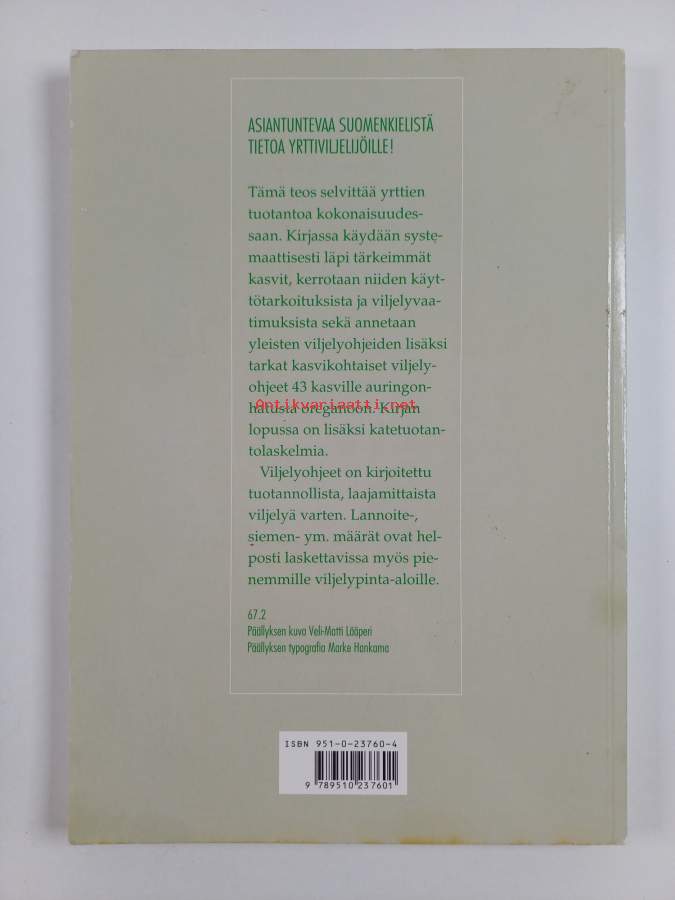 ASIANTUNTEVAA SUOMENKIELISTÄ
TIETOA YRTTIVILJELIJÖILLE!
Tämä teos selvittää yrttien
tuotantoa kokonaisuudes-
saan. Kirjassa käydään syste-
maattisesti läpi tärkeimmät
kasvit, kerrotaan niiden käyt-
tötarkoituksista ja viljelyvaa-
timuksista sekä annetaan
yleisten viljelyohjeiden lisäksi
tarkat kasvikohtaiset viljely-
ohjeet 43 kasville auringon-
hatusta oreganoon. Kirjan
Antikvariaatti.net
lopussa on lisäksi katetuotan-
tolaskelmia.
Viljelyohjeet on kirjoitettu
tuotannollista, laajamittaista
viljelyä varten. Lannoite-,
siemen- ym. määrät ovat hel-
posti laskettavissa myös pie-
nemmille viljelypinta-aloille.
67.2
Päällyksen kuva Veli-Matti Lääperi
Päällyksen typografia Marke Hankama
ISBN 951-0-23760-4
9 789510 237601